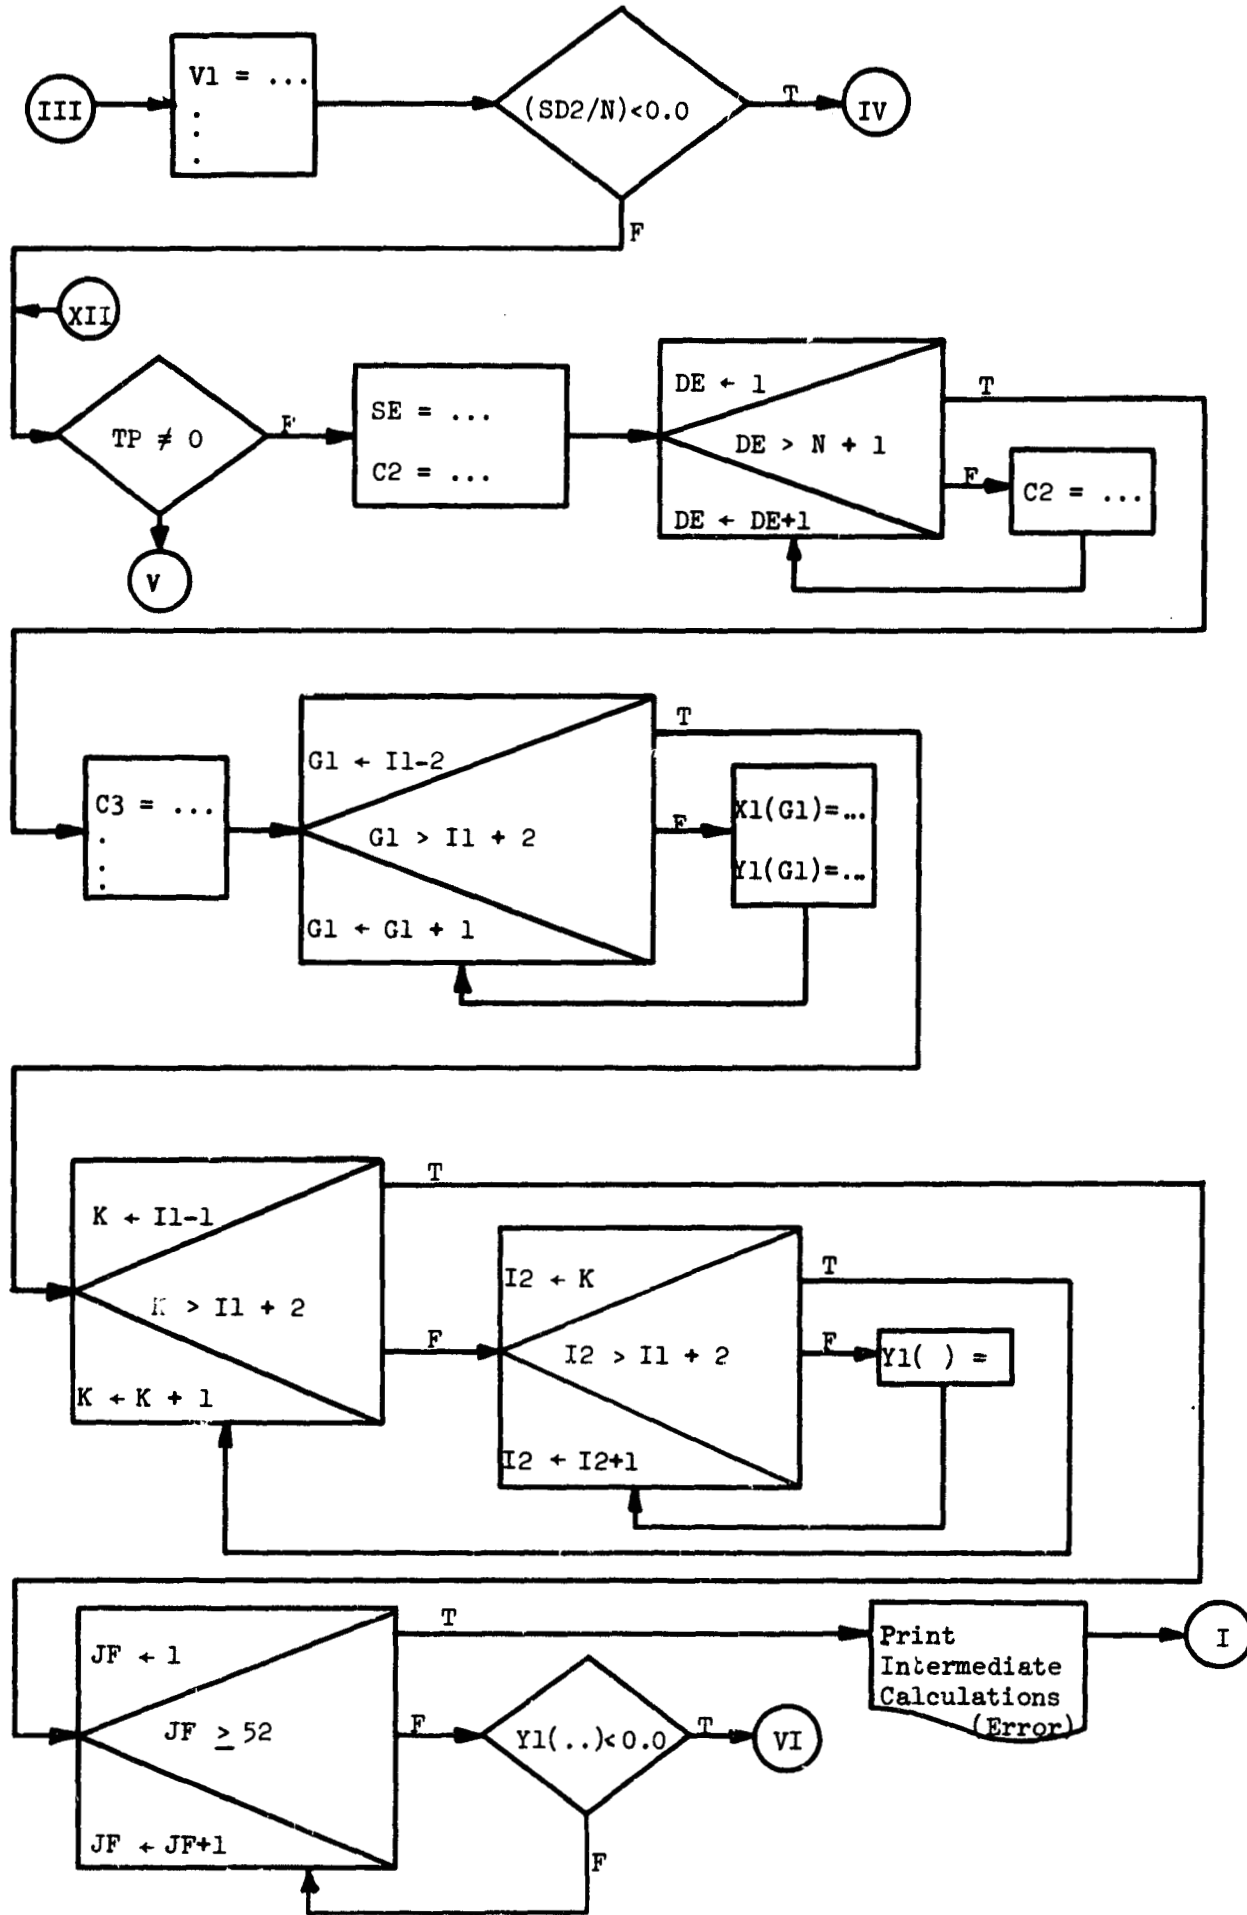 III
V1 = ...
.
.
.
(SD2/N)<0.0
T
IV
F
XII
TP ≠ 0
F
V
SE = ...
C2 = ...
DE ← 1
DE > N + 1
DE ← DE+1
T
F
C2 = ...
C3 = ...
.
.
.
G1 ← I1-2
G1 > I1 + 2
G1 ← G1 + 1
T
F
X1(G1)=...
Y1(G1)=...
K ← I1-1
K > I1 + 2
K ← K + 1
T
F
I2 ← K
I2 > I1 + 2
I2 ← I2+1
T
F
Y1( ) =
JF ← 1
JF ≥ 52
JF ← JF+1
T
F
Y1(..)<0.0
T
VI
F
Print
Intermediate
Calculations
(Error)
I